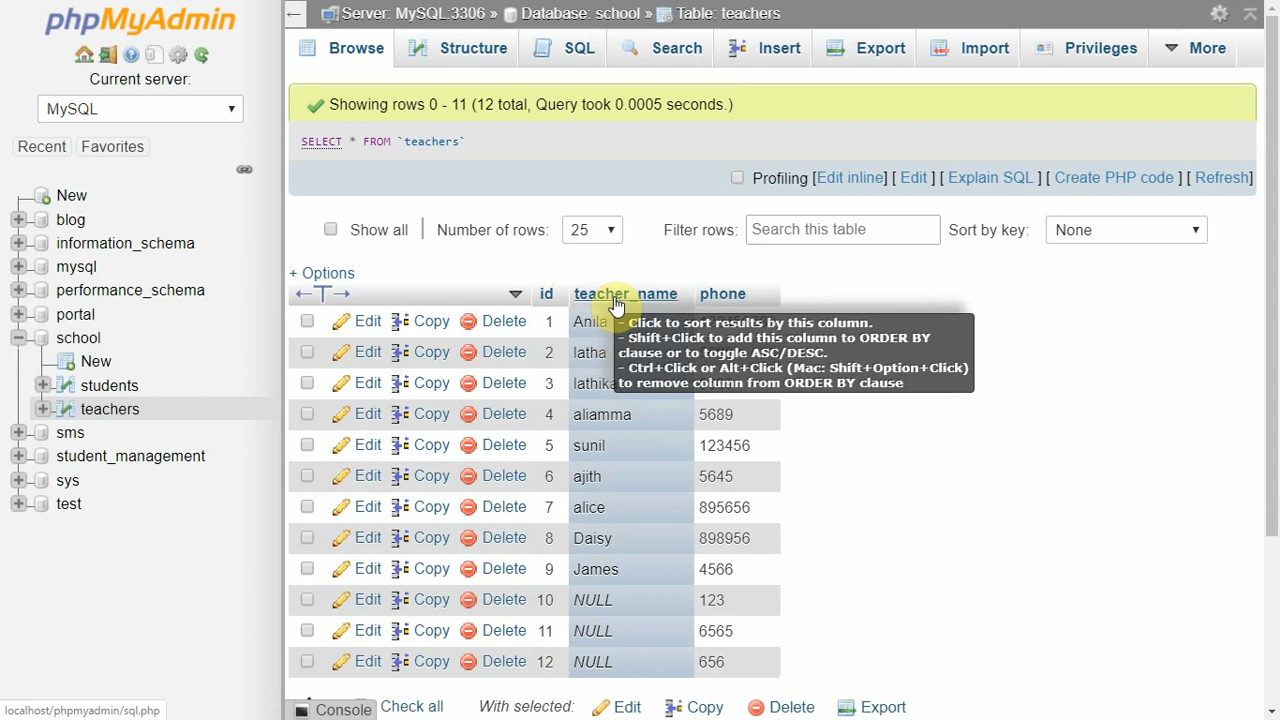 phpMyAdmin
Current server:
MySQL
Recent Favorites
New
blog
information_schema
mysql
performance_schema
portal
school
New
students
teachers
sms
student_management
sys
test
localhost/phpmyadmin/sql.php
Server: MySQL:3306 » Database: school » Table: teachers
Browse Structure SQL Search Insert Export Import Privileges More
Showing rows 0 - 11 (12 total, Query took 0.0005 seconds.)
SELECT * FROM `teachers`
Profiling [Edit inline] [ Edit ] [ Explain SQL ] [ Create PHP code ] [ Refresh]
Show all | Number of rows: 25 Filter rows: Search this table Sort by key: None
+ Options
←T→ id teacher_name phone
Edit Copy Delete 1 Anila
Edit Copy Delete 2 latha
Edit Copy Delete 3 lathika
Edit Copy Delete 4 aliamma 5689
Edit Copy Delete 5 sunil 123456
Edit Copy Delete 6 ajith 5645
Edit Copy Delete 7 alice 895656
Edit Copy Delete 8 Daisy 898956
Edit Copy Delete 9 James 4566
Edit Copy Delete 10 NULL 123
Edit Copy Delete 11 NULL 6565
Edit Copy Delete 12 NULL 656
- Click to sort results by this column.
- Shift+Click to add this column to ORDER BY
clause or to toggle ASC/DESC.
- Ctrl+Click or Alt+Click (Mac: Shift+Option+Click)
to remove column from ORDER BY clause
Console Check all With selected: Edit Copy Delete Export